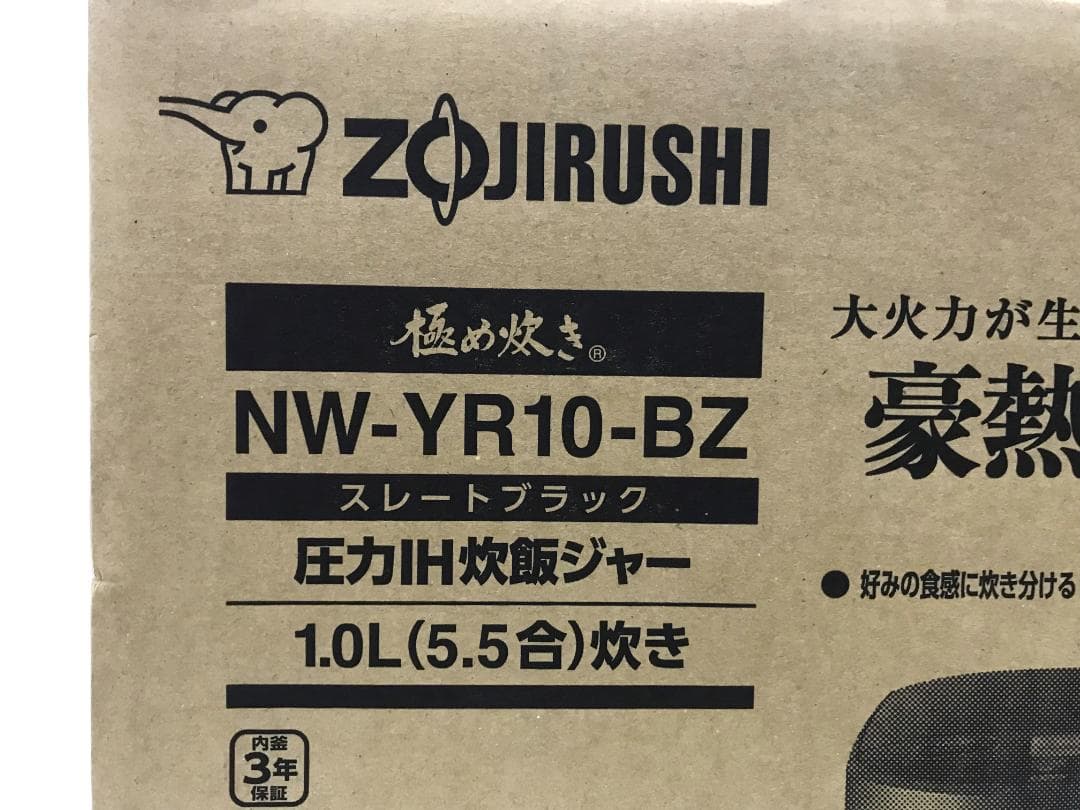 ZOJIRUSHI
極め炊き®
NW-YR10-BZ
スレートブラック
圧力IH炊飯ジャー
1.0L(5.5合)炊き
内釜
3年
保証
大火力が生
豪熱
● 好みの食感に炊き分ける